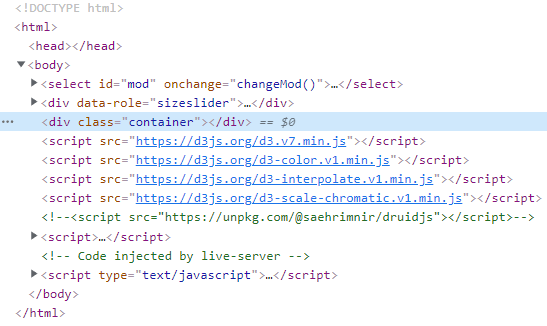 <!DOCTYPE html>
<html>
<head></head>
▼<body>
▶<select id="mod" onchange="changeMod()">…</select>
▶<div data-role="sizeslider">…</div>
… <div class="container"></div> == $0
<script src="https://d3js.org/d3.v7.min.js"></script>
<script src="https://d3js.org/d3-color.v1.min.js"></script>
<script src="https://d3js.org/d3-interpolate.v1.min.js"></script>
<script src="https://d3js.org/d3-scale-chromatic.v1.min.js"></script>
<!--<script src="https://unpkg.com/@saehrimnir/druidjs"></script>-->
▶<script>…</script>
<!-- Code injected by live-server -->
▶<script type="text/javascript">…</script>
</body>
</html>